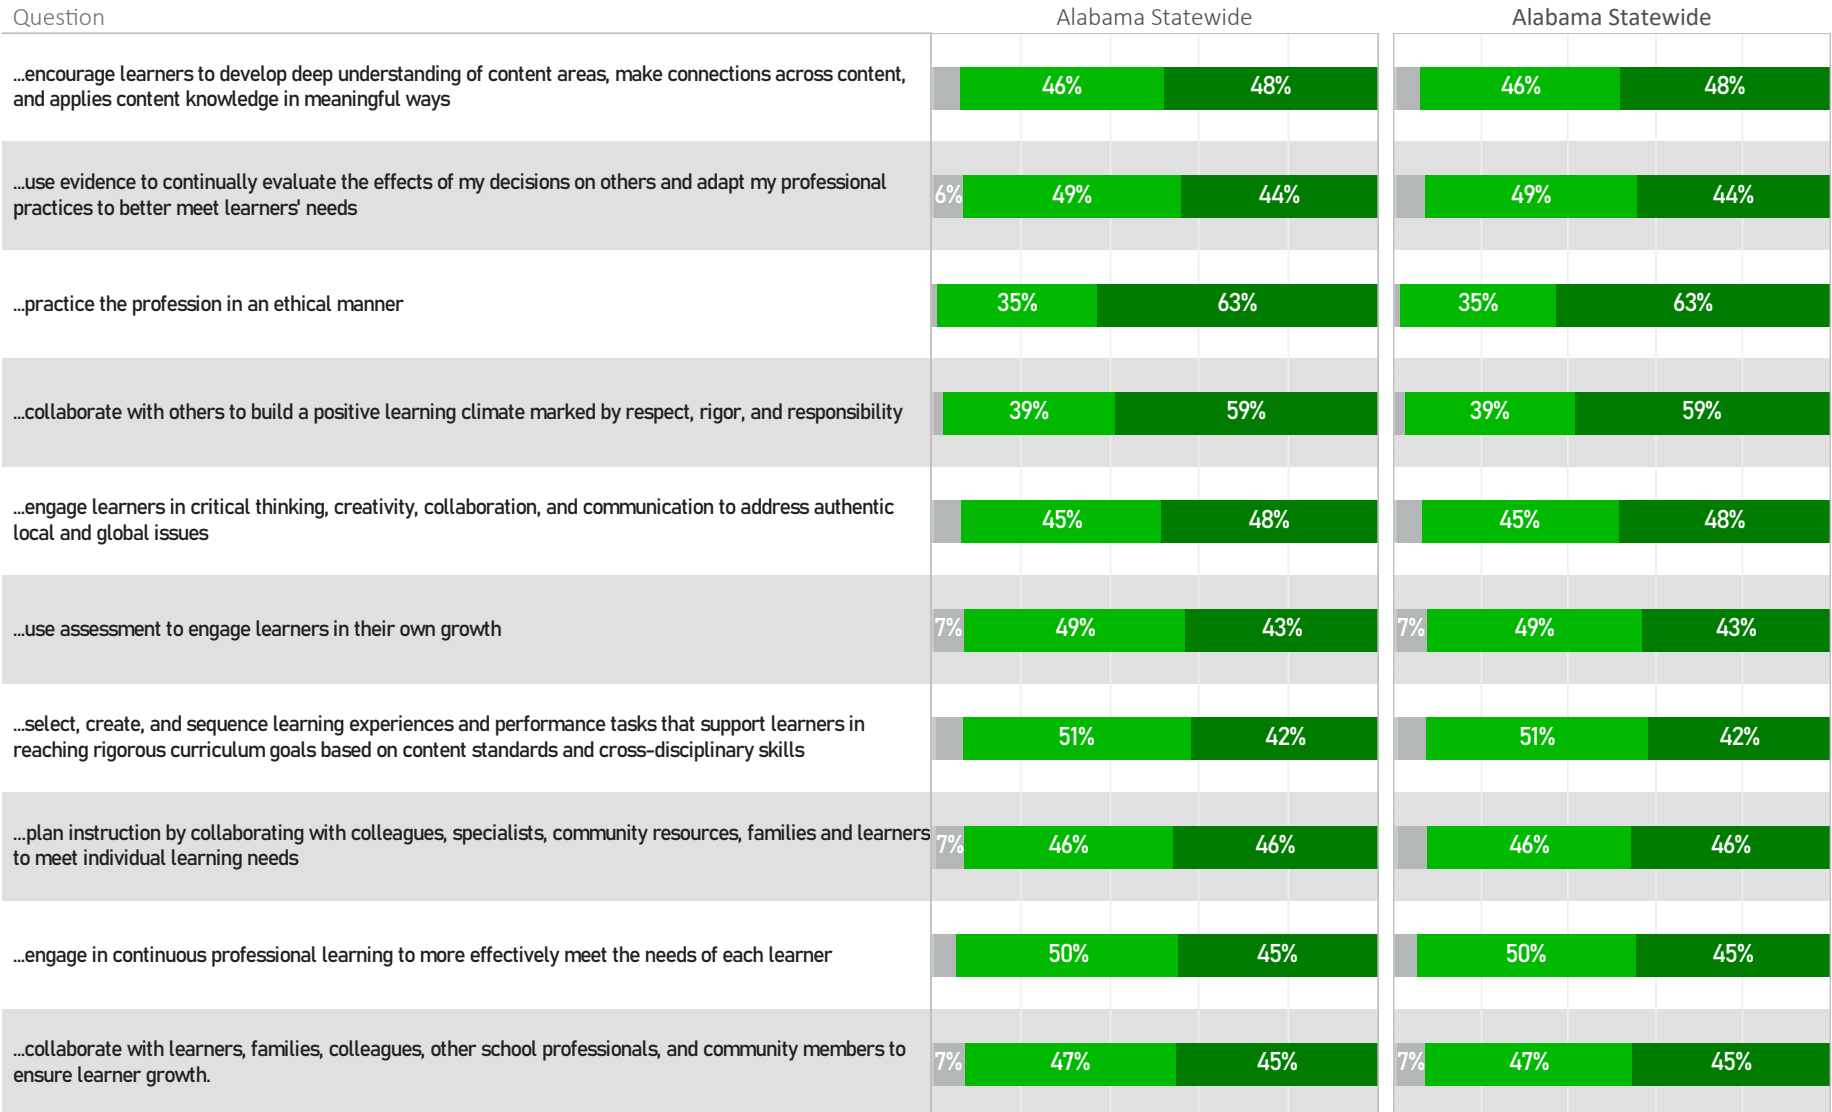 Question Alabama Statewide Alabama Statewide
...encourage learners to develop deep understanding of content areas, make connections across content,
and applies content knowledge in meaningful ways
46% 48% 46% 48%
...use evidence to continually evaluate the effects of my decisions on others and adapt my professional
practices to better meet learners' needs
6% 49% 44% 49% 44%
...practice the profession in an ethical manner
35% 63% 35% 63%
...collaborate with others to build a positive learning climate marked by respect, rigor, and responsibility
39% 59% 39% 59%
...engage learners in critical thinking, creativity, collaboration, and communication to address authentic
local and global issues
45% 48% 45% 48%
...use assessment to engage learners in their own growth
7% 49% 43% 7% 49% 43%
...select, create, and sequence learning experiences and performance tasks that support learners in
reaching rigorous curriculum goals based on content standards and cross-disciplinary skills
51% 42% 51% 42%
...plan instruction by collaborating with colleagues, specialists, community resources, families and learners
to meet individual learning needs
7% 46% 46% 46% 46%
...engage in continuous professional learning to more effectively meet the needs of each learner
50% 45% 50% 45%
...collaborate with learners, families, colleagues, other school professionals, and community members to
ensure learner growth.
7% 47% 45% 7% 47% 45%